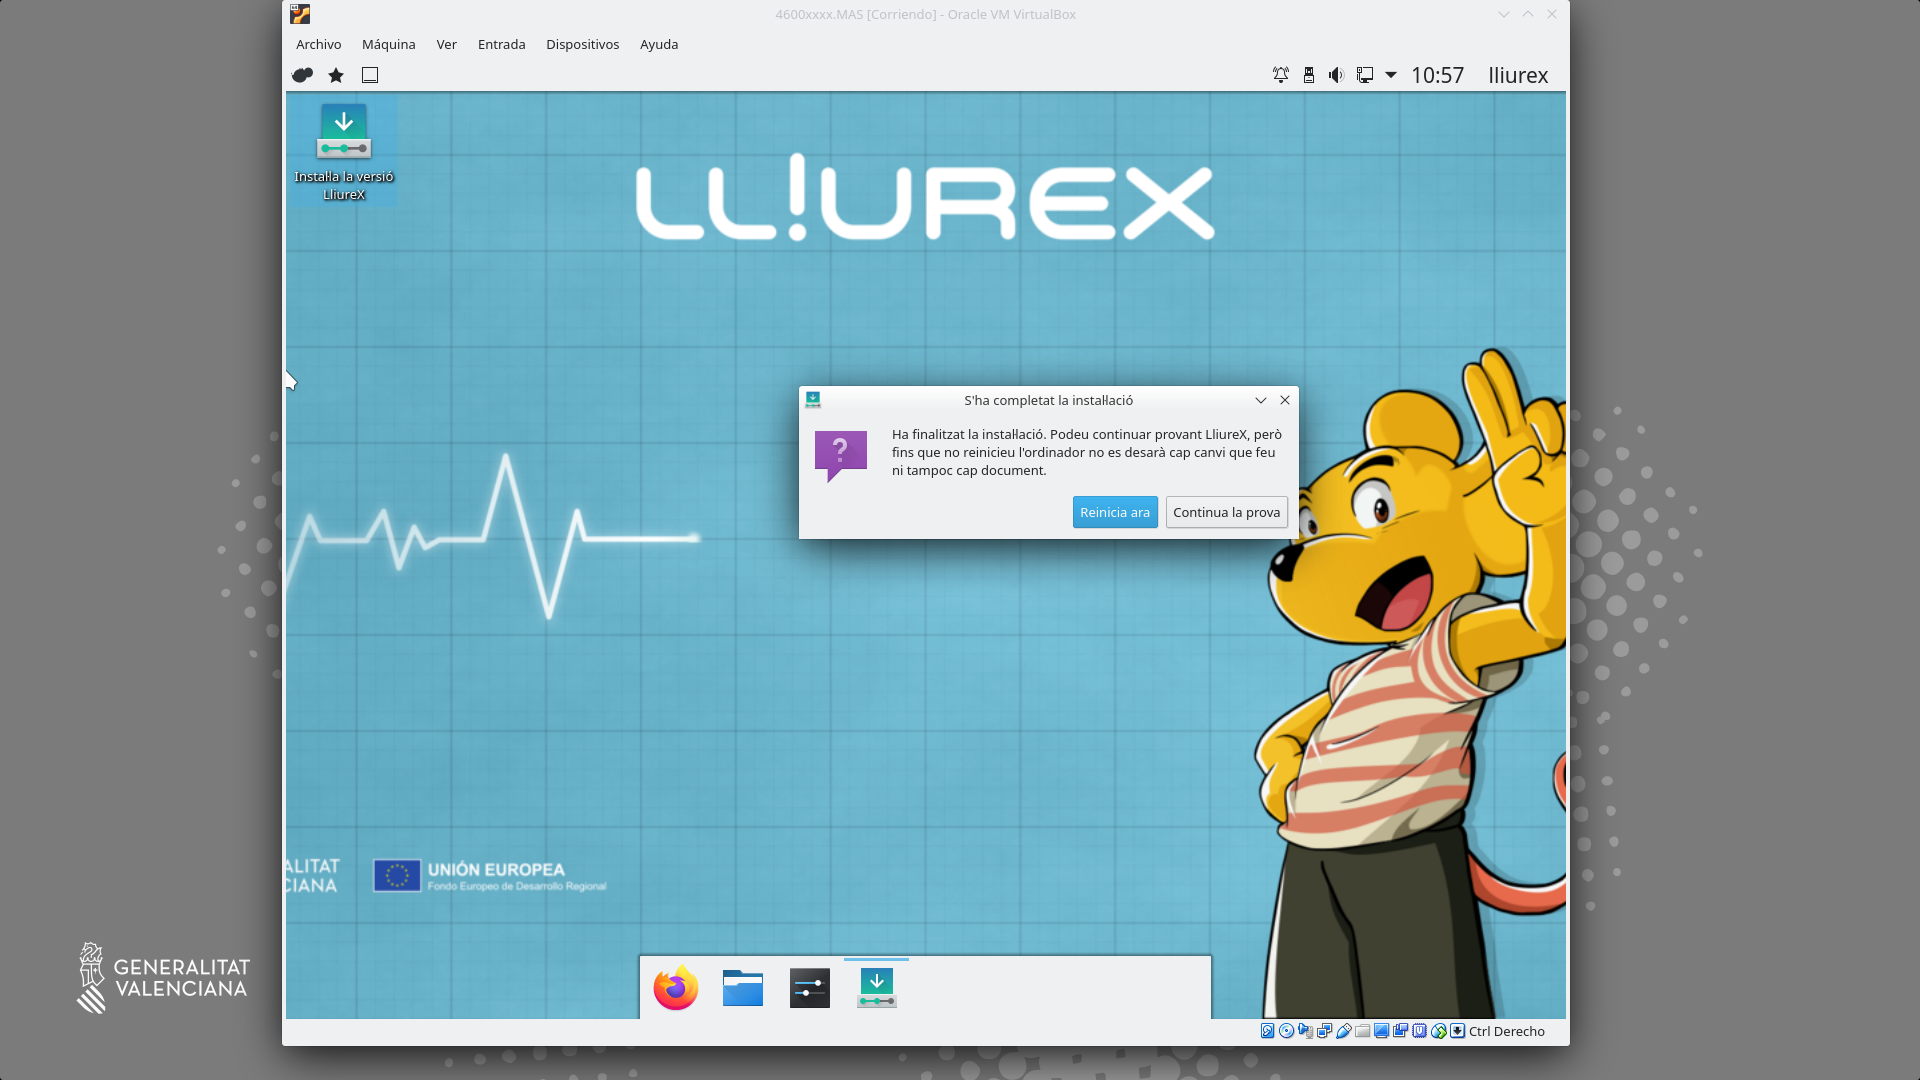 4600xxxx.MAS [Corriendo] - Oracle VM VirtualBox
Archivo Máquina Ver Entrada Dispositivos Ayuda
10:57 lliurex
Instal·la la versió
LliureX
LL!UREX
S'ha completat la instal·lació
Ha finalitzat la instal·lació. Podeu continuar provant LliureX, però
fins que no reinicieu l'ordinador no es desarà cap canvi que feu
ni tampoc cap document.
Reinicia ara Continua la prova
ALITAT
CIANA
UNIÓN EUROPEA
Fondo Europeo de Desarrollo Regional
GENERALITAT
VALENCIANA
Ctrl Derecho